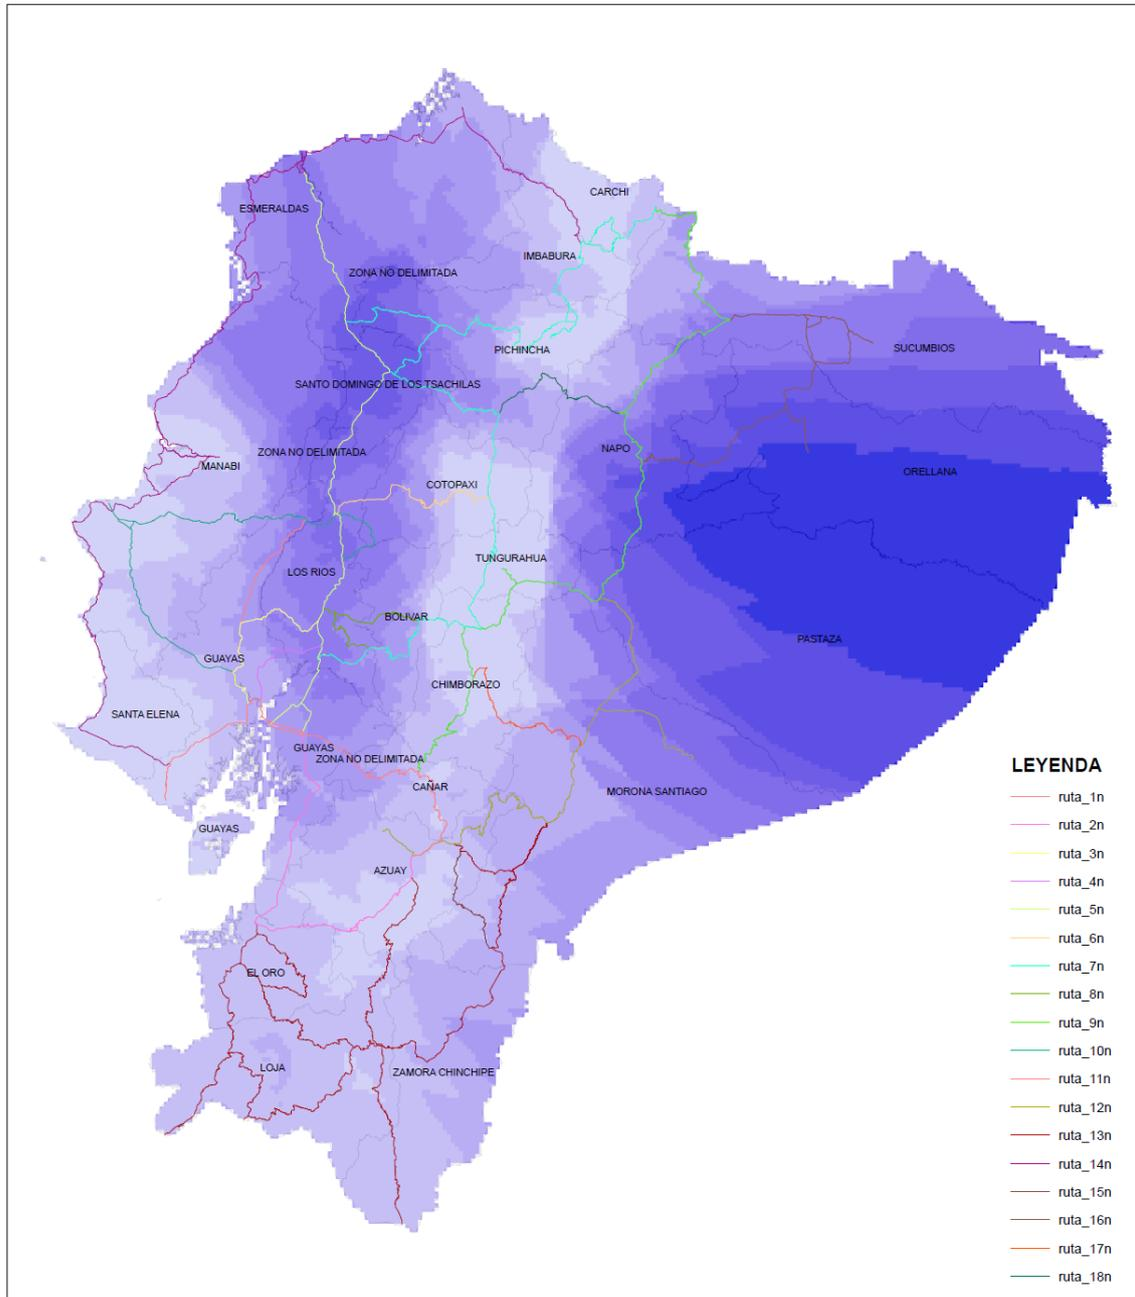 CARCHI
ESMERALDAS
IMBABURA
ZONA NO DELIMITADA
PICHINCHA
SUCUMBIOS
SANTO DOMINGO DE LOS TSACHILAS
NAPO
ZONA NO DELIMITADA
MANABI
ORELLANA
COTOPAXI
TUNGURAHUA
LOS RIOS
BOLIVAR
PASTAZA
GUAYAS
CHIMBORAZO
SANTA ELENA
GUAYAS
ZONA NO DELIMITADA
CAÑAR
MORONA SANTIAGO
GUAYAS
AZUAY
EL ORO
LOJA
ZAMORA CHINCHIPE
LEYENDA
ruta_1n
ruta_2n
ruta_3n
ruta_4n
ruta_5n
ruta_6n
ruta_7n
ruta_8n
ruta_9n
ruta_10n
ruta_11n
ruta_12n
ruta_13n
ruta_14n
ruta_15n
ruta_16n
ruta_17n
ruta_18n